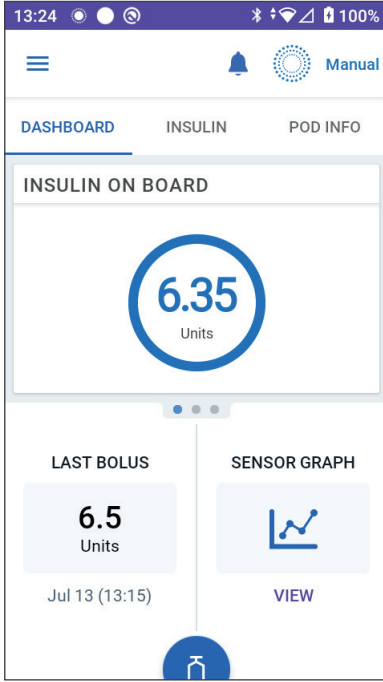 13:24 100%
Manual
DASHBOARD INSULIN POD INFO
INSULIN ON BOARD
6.35
Units
LAST BOLUS SENSOR GRAPH
6.5
Units
Jul 13 (13:15) VIEW